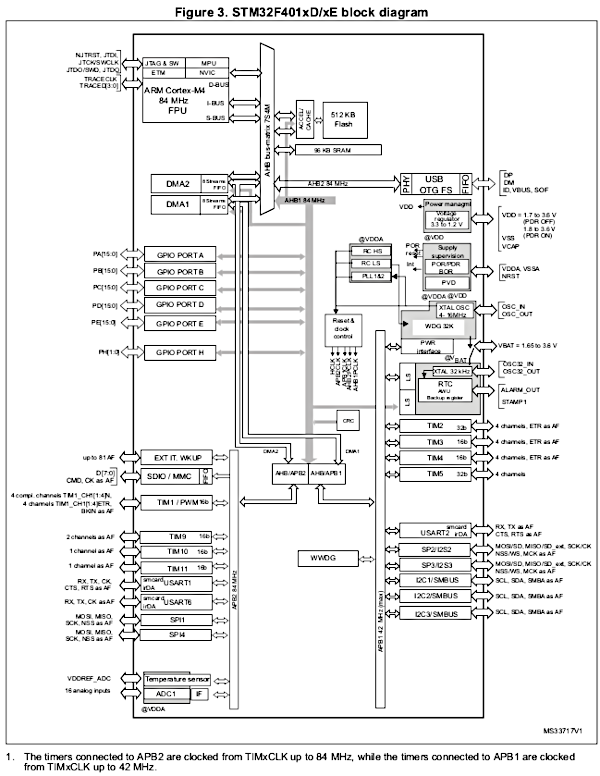 Figure 3. STM32F401xD/xE block diagram
NJTRST, JTDI,
JTCK/SWCLK
JTDO/SWD, JTDO
TRACECLK
TRACED[3:0]
JTAG & SW
MPU
ETM
NVIC
ARM Cortex-M4
84 MHz
FPU
D-BUS
I-BUS
S-BUS
AHB bus-matrix 7S4M
ACCEL/
CACHE
512 KB
Flash
96 KB SRAM
DMA2
8 Streams
FIFO
DMA1
8 Streams
FIFO
AHB2 84 MHz
AHB1 84 MHz
PHY
USB
OTG FS
FIFO
DP
DM
ID, VBUS, SOF
VDD
Power managmt
Voltage
regulator
3.3 to 1.2 V
VDD = 1.7 to 3.6 V
(PDR OFF)
1.8 to 3.6 V
(PDR ON)
VSS
VCAP
@VDD
@VDDA
POR
reset
Int
Supply
supervision
POR/PDR
BOR
PVD
VDDA, VSSA
NRST
RC HS
RC LS
PLL1&2
@VDDA
@VDD
XTAL OSC
4- 16MHz
OSC_IN
OSC_OUT
WDG 32K
PWR
interface
VBAT = 1.65 to 3.6 V
@VBAT
LS
LS
XTAL 32 kHz
OSC32_IN
OSC32_OUT
RTC
AWU
Backup register
ALARM_OUT
STAMP1
Reset &
clock
control
HCLK
APB2CLK
APB1CLK
AHB2PCLK
AHB1PCLK
PA[15:0]
GPIO PORT A
PB[15:0]
GPIO PORT B
PC[15:0]
GPIO PORT C
PD[15:0]
GPIO PORT D
PE[15:0]
GPIO PORT E
PH[1:0]
GPIO PORT H
CRC
TIM2
32b
4 channels, ETR as AF
TIM3
16b
4 channels, ETR as AF
TIM4
16b
4 channels, ETR as AF
TIM5
32b
4 channels
DMA2
DMA1
AHB/APB2
AHB/APB1
up to 81 AF
EXT IT. WKUP
D[7:0]
CMD, CK as AF
SDIO / MMC
FIFO
4 compl. channels TIM1_CH1[1:4]N,
4 channels TIM1_CH1[1:4]ETR,
BKIN as AF
TIM1 / PWM
16b
2 channels as AF
TIM9
16b
1 channel as AF
TIM10
16b
1 channel as AF
TIM11
16b
RX, TX, CK,
CTS, RTS as AF
smcard
irDA
USART1
RX, TX, CK as AF
smcard
irDA
USART6
MOSI, MISO,
SCK, NSS as AF
SPI1
MOSI, MISO,
SCK, NSS as AF
SPI4
APB2 84 MHz
WWDG
APB1 42 MHz (max)
smcard
irDA
USART2
RX, TX as AF
CTS, RTS as AF
SP2/I2S2
MOSI/SD, MISO/SD_ext, SCK/CK
NSS/WS, MCK as AF
SP3/I2S3
MOSI/SD, MISO/SD_ext, SCK/CK
NSS/WS, MCK as AF
I2C1/SMBUS
SCL, SDA, SMBA as AF
I2C2/SMBUS
SCL, SDA, SMBA as AF
I2C3/SMBUS
SCL, SDA, SMBA as AF
VDDREF_ADC
Temperature sensor
16 analog inputs
ADC1
IF
@VDDA
MS33717V1
1. The timers connected to APB2 are clocked from TIMxCLK up to 84 MHz, while the timers connected to APB1 are clocked
from TIMxCLK up to 42 MHz.